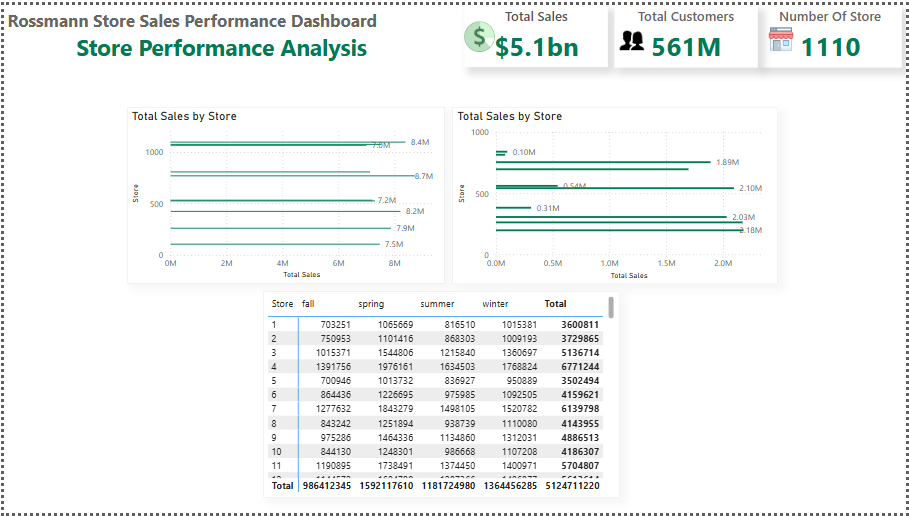 Rossmann Store Sales Performance Dashboard
Store Performance Analysis
Total Sales
$5.1bn
Total Customers
561M
Number Of Store
1110
Total Sales by Store
1000
500
0
Store
8.4M
8.7M
7.2M
8.2M
7.9M
7.5M
0M 2M 4M 6M 8M
Total Sales
Total Sales by Store
1000
500
0
Store
0.10M
1.89M
0.54M
2.10M
0.31M
2.03M
2.18M
0.0M 0.5M 1.0M 1.5M 2.0M
Total Sales
Store fall spring summer winter Total
1 703251 1065669 816510 1015381 3600811
2 750953 1101416 868303 1009193 3729865
3 1015371 1544806 1215840 1360697 5136714
4 1391756 1976161 1634503 1768824 6771244
5 700946 1013732 836927 950889 3502494
6 864436 1226695 975985 1092505 4159621
7 1277632 1843279 1498105 1520782 6139798
8 843242 1251894 938739 1110080 4143955
9 975286 1464336 1134860 1312031 4886513
10 844130 1248301 986668 1107208 4186307
11 1190895 1738491 1374450 1400971 5704807
Total 986412345 1592117610 1181724980 1364456285 5124711220